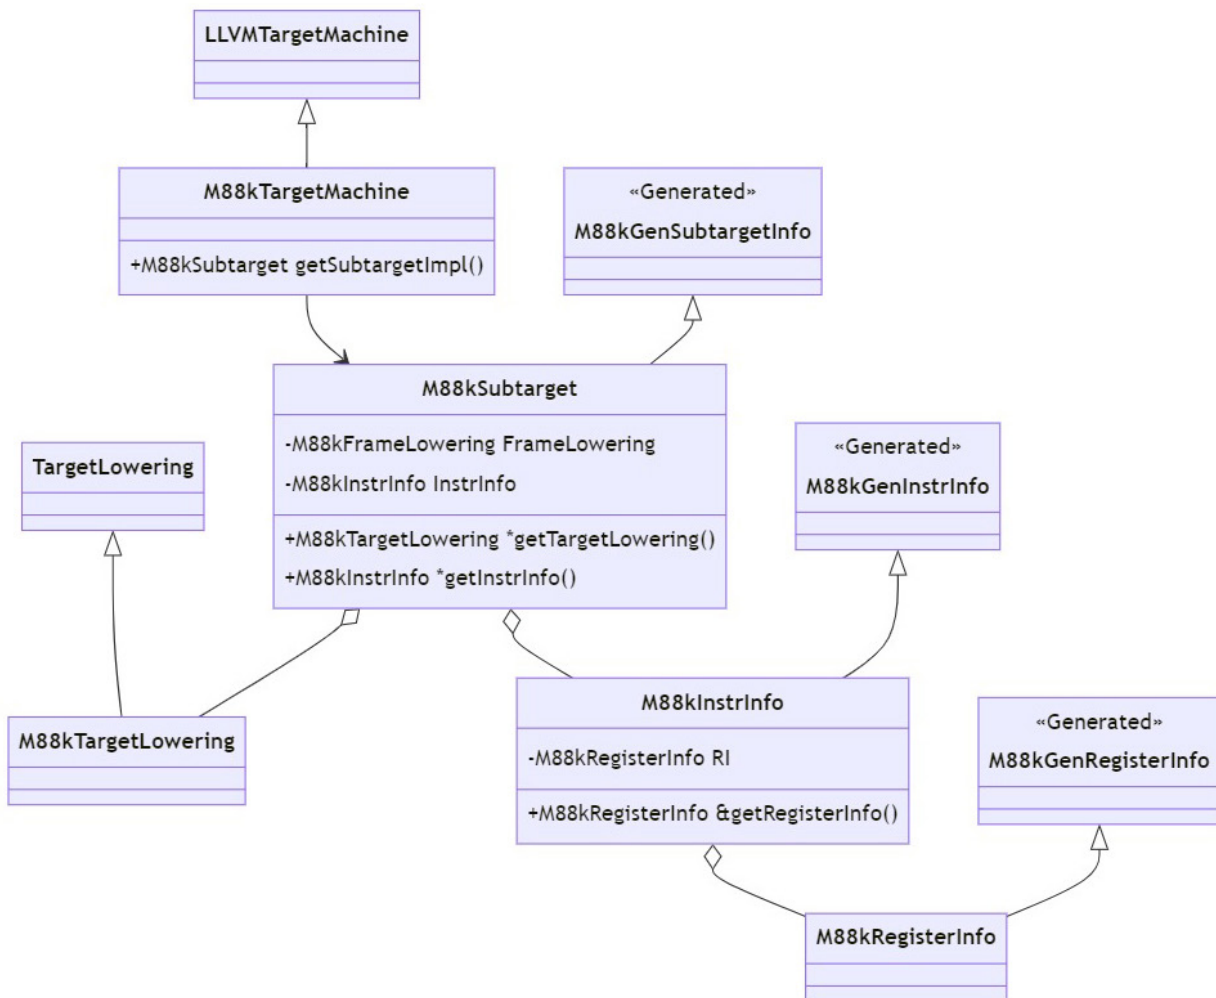 LLVMTargetMachine
M88kTargetMachine
+M88kSubtarget getSubtargetImpl()
«Generated»
M88kGenSubtargetInfo
M88kSubtarget
-M88kFrameLowering FrameLowering
-M88kInstrInfo InstrInfo
+M88kTargetLowering *getTargetLowering()
+M88kInstrInfo *getInstrInfo()
TargetLowering
«Generated»
M88kGenInstrInfo
M88kTargetLowering
M88kInstrInfo
-M88kRegisterInfo RI
+M88kRegisterInfo &getRegisterInfo()
«Generated»
M88kGenRegisterInfo
M88kRegisterInfo